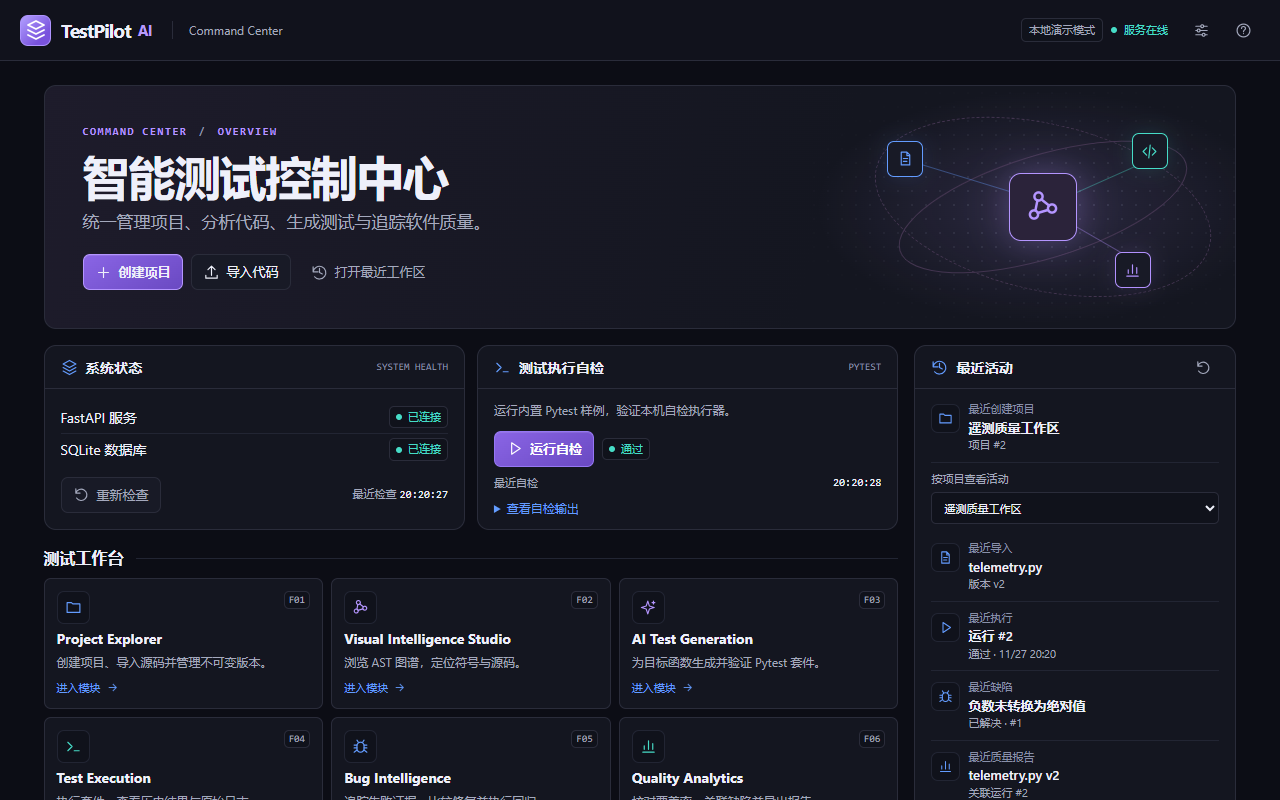 TestPilot AI
Command Center
本地演示模式
服务在线
COMMAND CENTER / OVERVIEW
智能测试控制中心
统一管理项目、分析代码、生成测试与追踪软件质量。
创建项目
导入代码
打开最近工作区
系统状态
SYSTEM HEALTH
FastAPI 服务
已连接
SQLite 数据库
已连接
重新检查
最近检查 20:20:27
测试执行自检
PYTEST
运行内置 Pytest 样例，验证本机自检执行器。
运行自检
通过
最近自检
20:20:28
查看自检输出
最近活动
最近创建项目
遥测质量工作区
项目 #2
按项目查看活动
遥测质量工作区
最近导入
telemetry.py
版本 v2
最近执行
运行 #2
通过 · 11/27 20:20
最近缺陷
负数未转换为绝对值
已解决 · #1
最近质量报告
telemetry.py v2
关联运行 #2
测试工作台
F01
Project Explorer
创建项目、导入源码并管理不可变版本。
进入模块
F02
Visual Intelligence Studio
浏览 AST 图谱，定位符号与源码。
进入模块
F03
AI Test Generation
为目标函数生成并验证 Pytest 套件。
进入模块
F04
Test Execution
F05
Bug Intelligence
F06
Quality Analytics